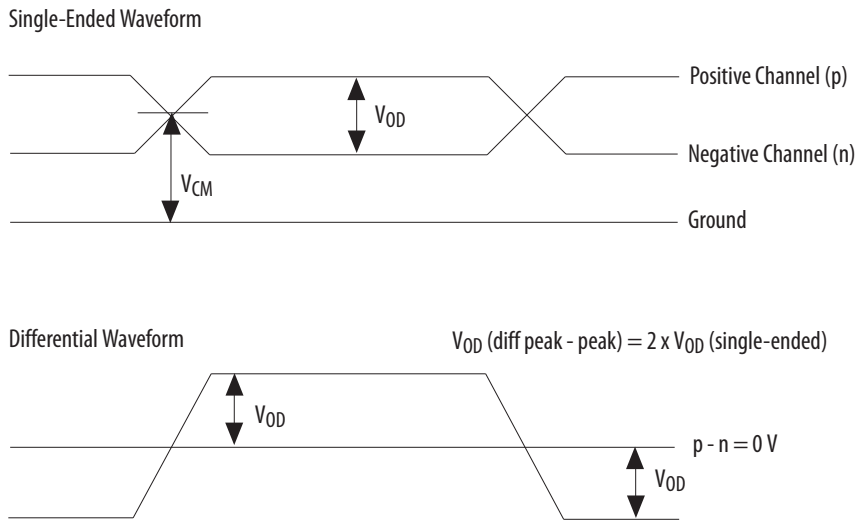 Single-Ended Waveform
Positive Channel (p)
VOD
Negative Channel (n)
VCM
Ground
Differential Waveform
VOD (diff peak - peak) = 2 x VOD (single-ended)
VOD
p - n = 0 V
VOD